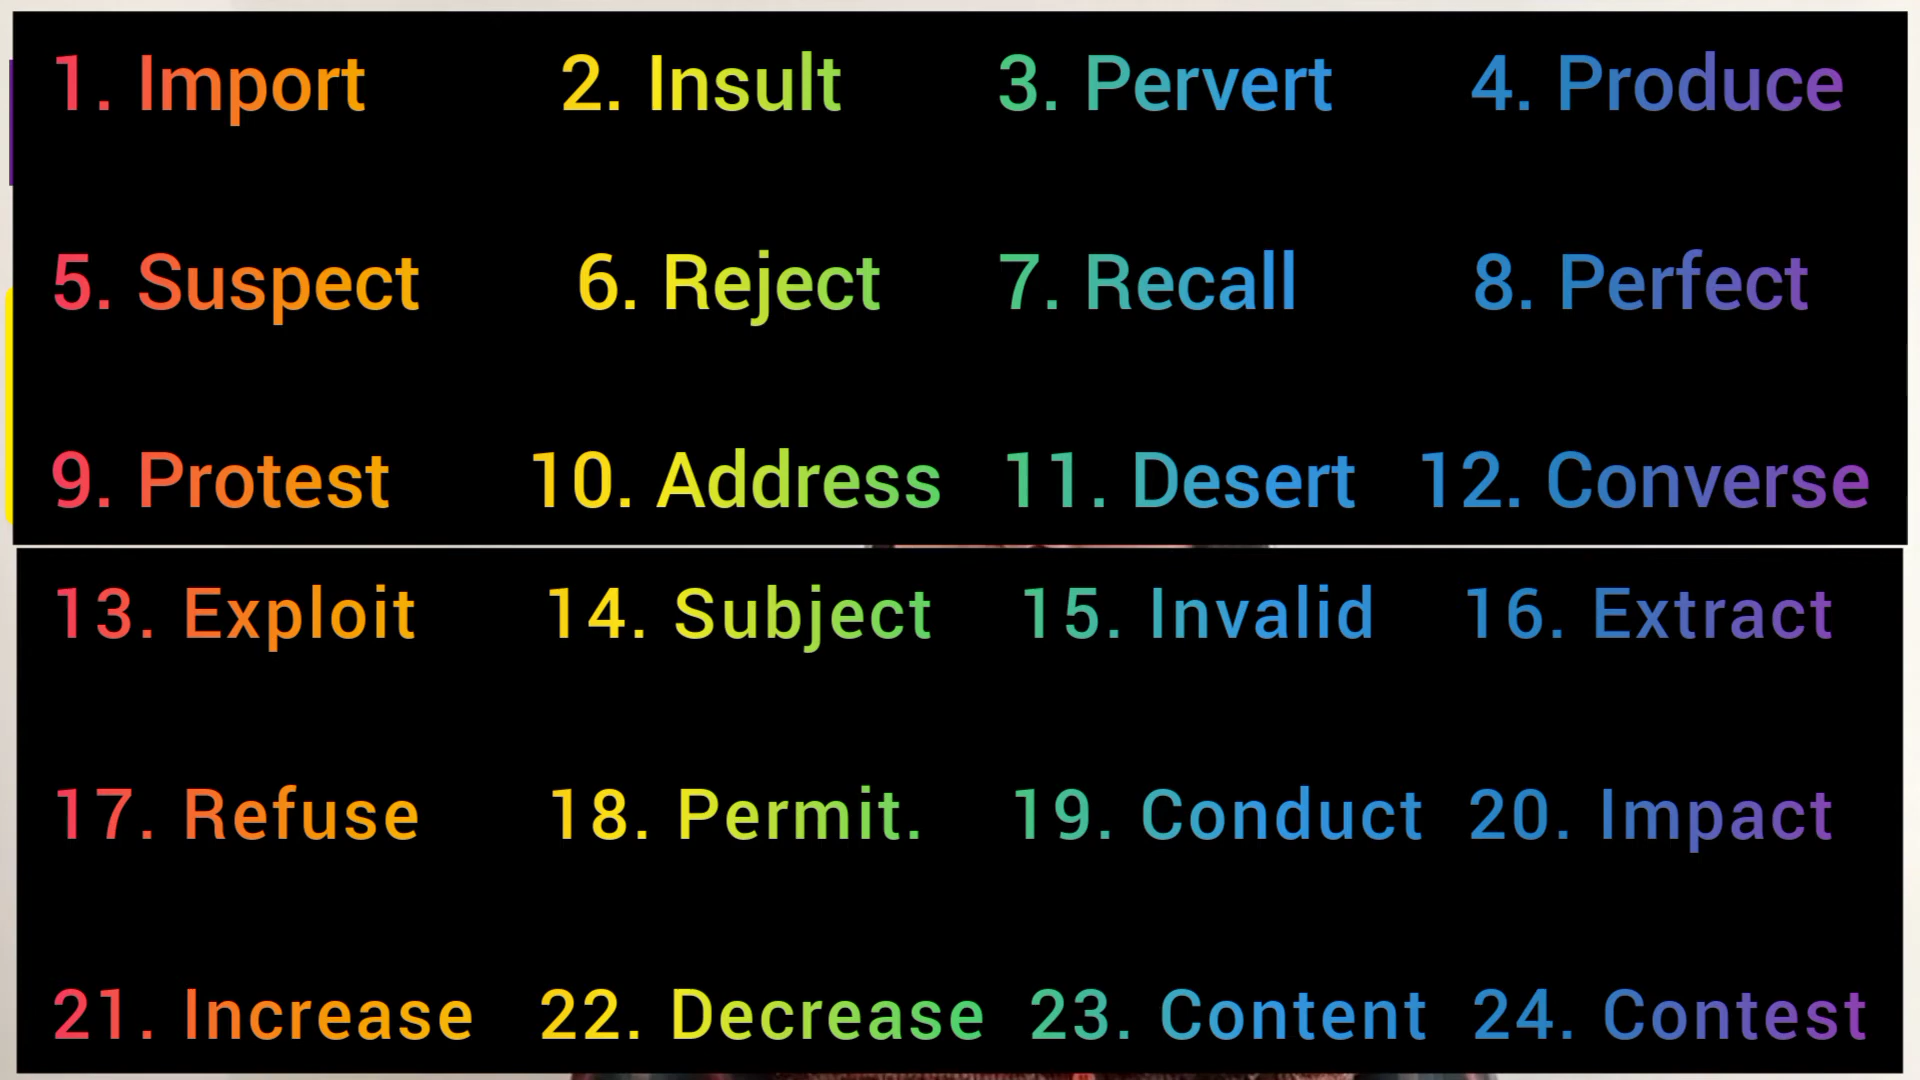 1. Import 2. Insult 3. Pervert 4. Produce
5. Suspect 6. Reject 7. Recall 8. Perfect
9. Protest 10. Address 11. Desert 12. Converse
13. Exploit 14. Subject 15. Invalid 16. Extract
17. Refuse 18. Permit. 19. Conduct 20. Impact
21. Increase 22. Decrease 23. Content 24. Contest